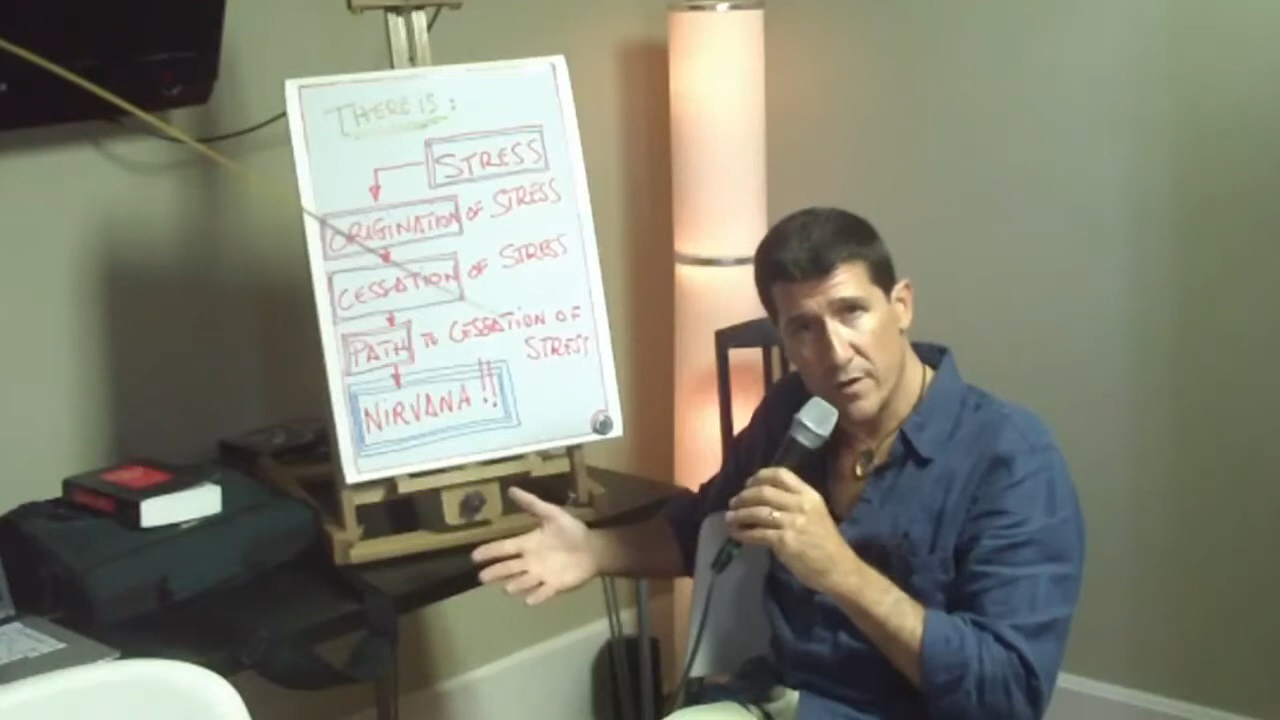 THERE IS:
STRESS
ORIGINATION OF STRESS
CESSATION OF STRESS
PATH TO CESSATION OF
STRESS
NIRVANA!!